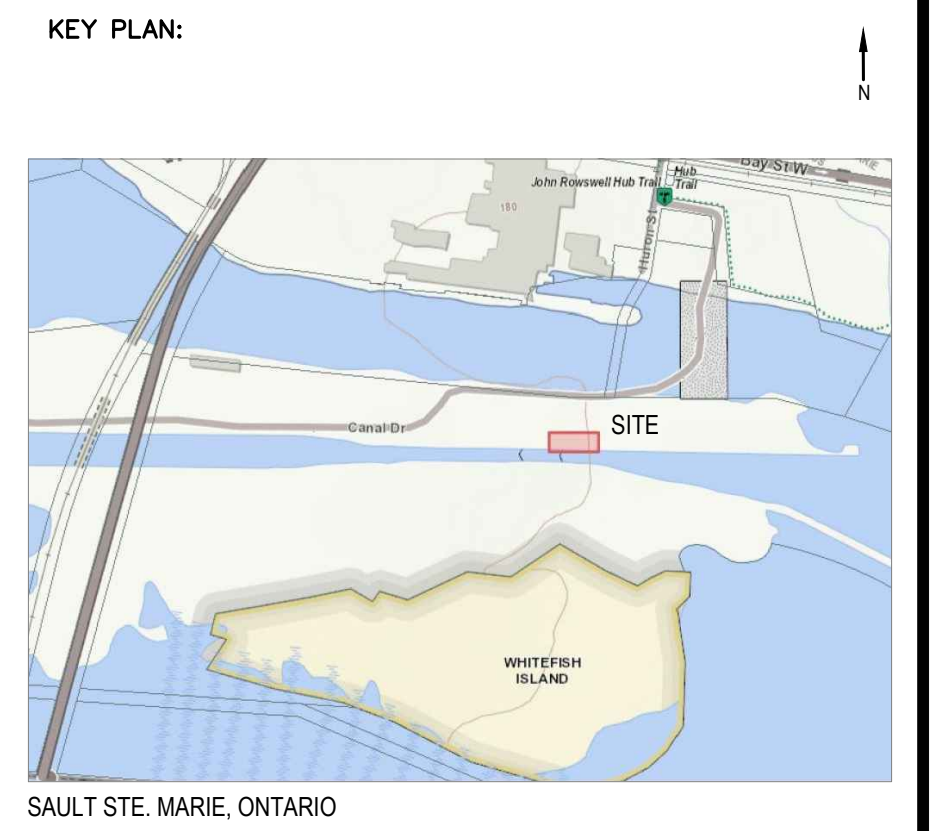 KEY PLAN:
N
Bay St W
Hub
John Rowswell Hub Trail
Trail
180
Huron St
SITE
Canal Dr
WHITEFISH
ISLAND
SAULT STE. MARIE, ONTARIO